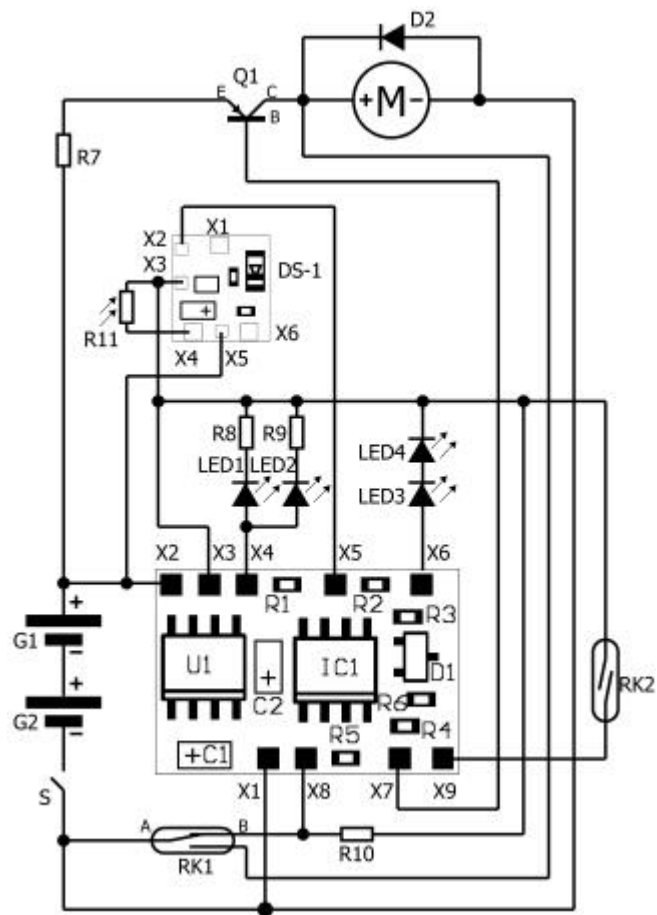 D2
Q1
E C
B
+M-
R7
X2 X1
X3
DS-1
+
R11
X6
X4 X5
R8 R9
LED1 LED2
LED4
LED3
X2 X3 X4 X5 X6
R1 R2
R3
+
G1
-
U1
+
C2
IC1
D1
+
G2
-
R6
R4
R5
+C1
RK2
S
X1 X8 X7 X9
A B
RK1
R10